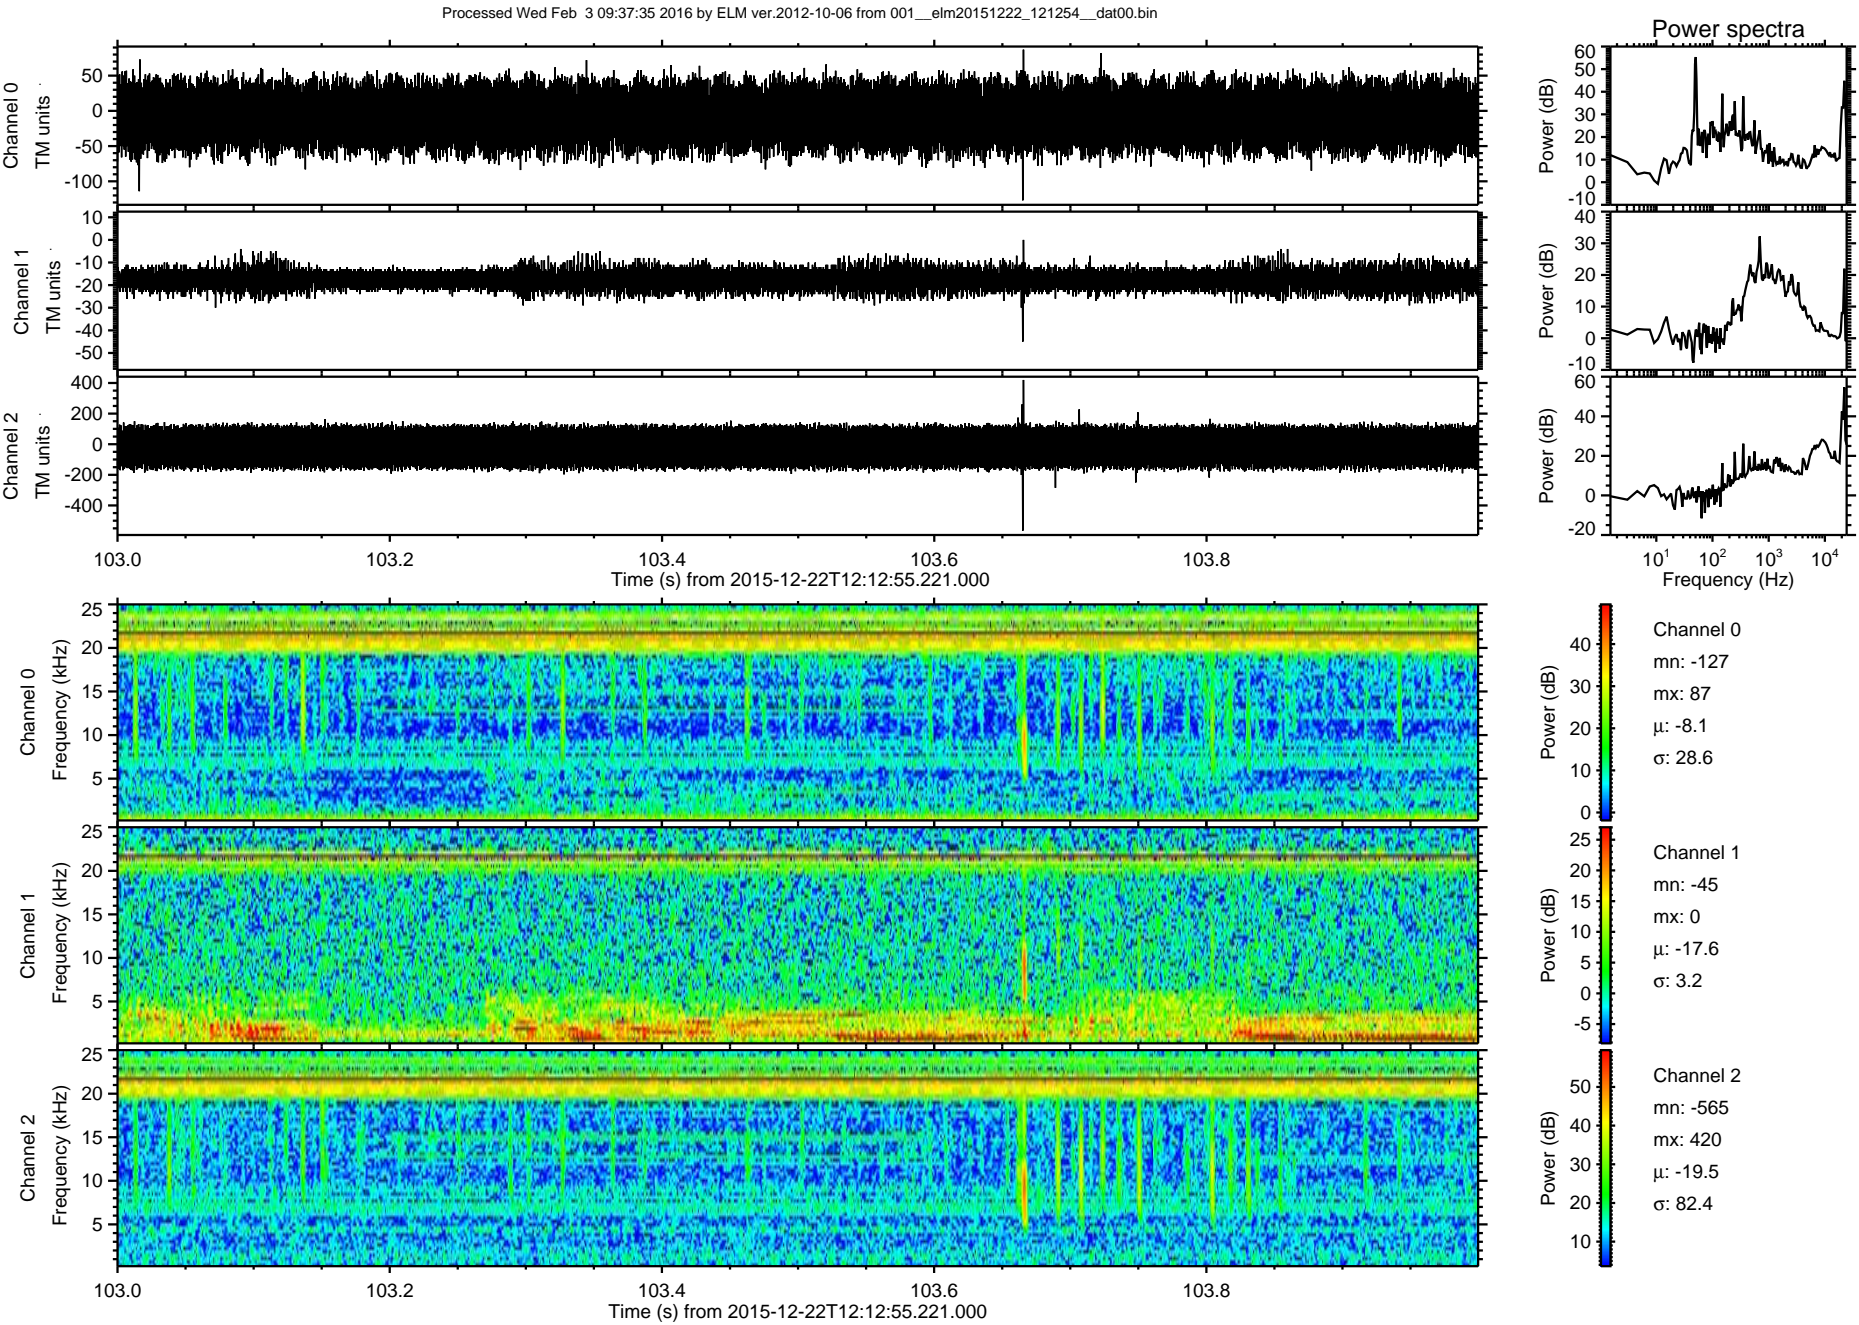 Processed Wed Feb  3 09:37:35 2016 by ELM ver.2012-10-06 from 001__elm20151222_121254__dat00.bin
Power spectra
Channel 0
TM units
50
0
-50
-100
Power (dB)
60
50
40
30
20
10
0
-10
Channel 1
TM units
10
0
-10
-20
-30
-40
-50
Power (dB)
40
30
20
10
0
-10
Channel 2
TM units
400
200
0
-200
-400
Power (dB)
60
40
20
0
-20
103.0 103.2 103.4 103.6 103.8
Time (s) from 2015-12-22T12:12:55.221.000
10¹ 10² 10³ 10⁴
Frequency (Hz)
Channel 0
Frequency (kHz)
25
20
15
10
5
Power (dB)
40
30
20
10
0
Channel 0
mn: -127
mx: 87
μ: -8.1
σ: 28.6
Channel 1
Frequency (kHz)
25
20
15
10
5
Power (dB)
25
20
15
10
5
0
-5
Channel 1
mn: -45
mx: 0
μ: -17.6
σ: 3.2
Channel 2
Frequency (kHz)
25
20
15
10
5
Power (dB)
50
40
30
20
10
Channel 2
mn: -565
mx: 420
μ: -19.5
σ: 82.4
103.0 103.2 103.4 103.6 103.8
Time (s) from 2015-12-22T12:12:55.221.000